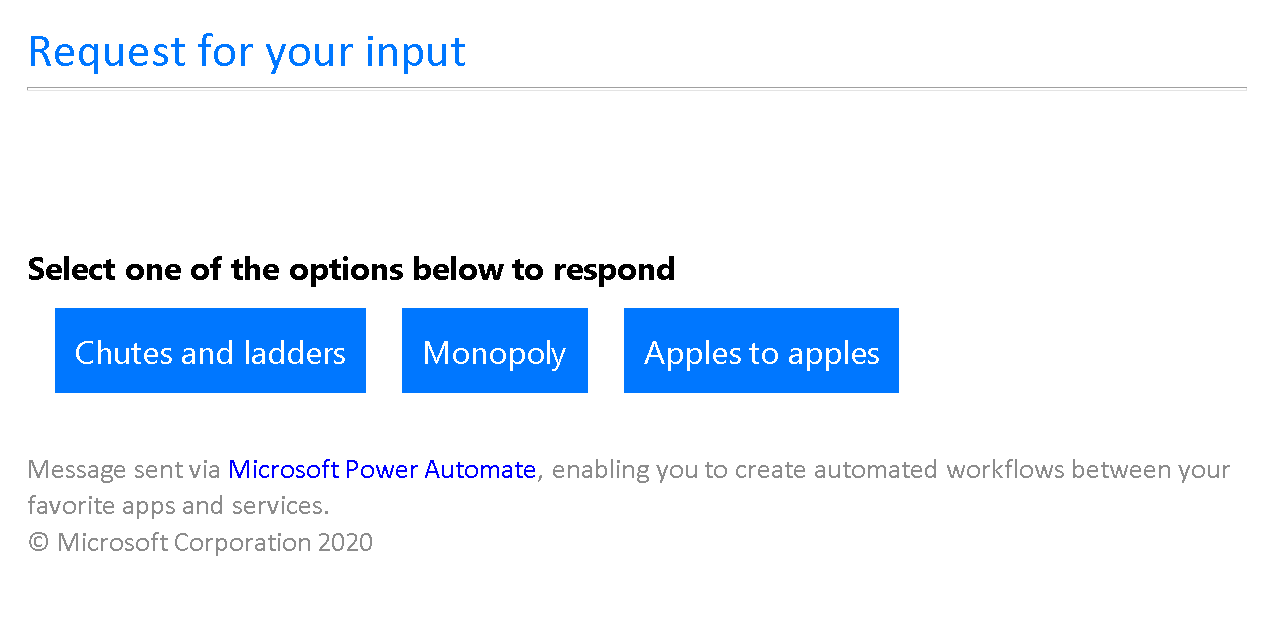 Request for your input
Select one of the options below to respond
Chutes and ladders
Monopoly
Apples to apples
Message sent via Microsoft Power Automate, enabling you to create automated workflows between your
favorite apps and services.
© Microsoft Corporation 2020